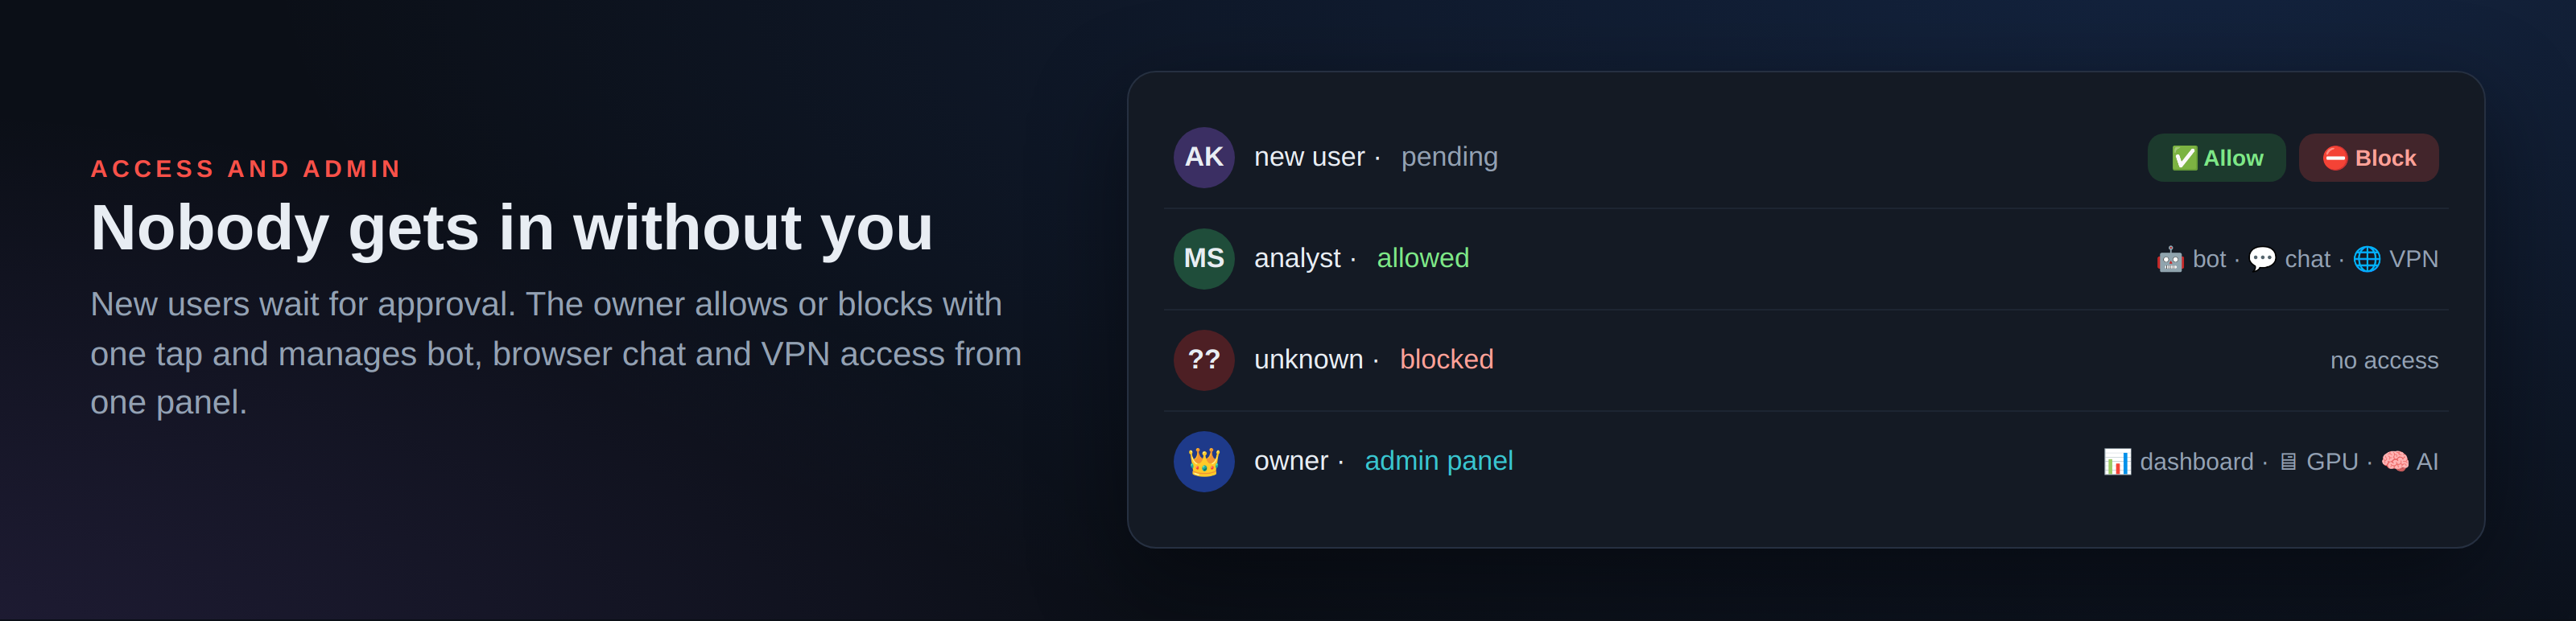 ACCESS AND ADMIN
Nobody gets in without you
New users wait for approval. The owner allows or blocks with
one tap and manages bot, browser chat and VPN access from
one panel.
AK new user · pending ✅ Allow ⛔ Block
MS analyst · allowed 🤖 bot · 💬 chat · 🌐 VPN
?? unknown · blocked no access
👑 owner · admin panel 📊 dashboard · 🖥 GPU · 🧠 AI